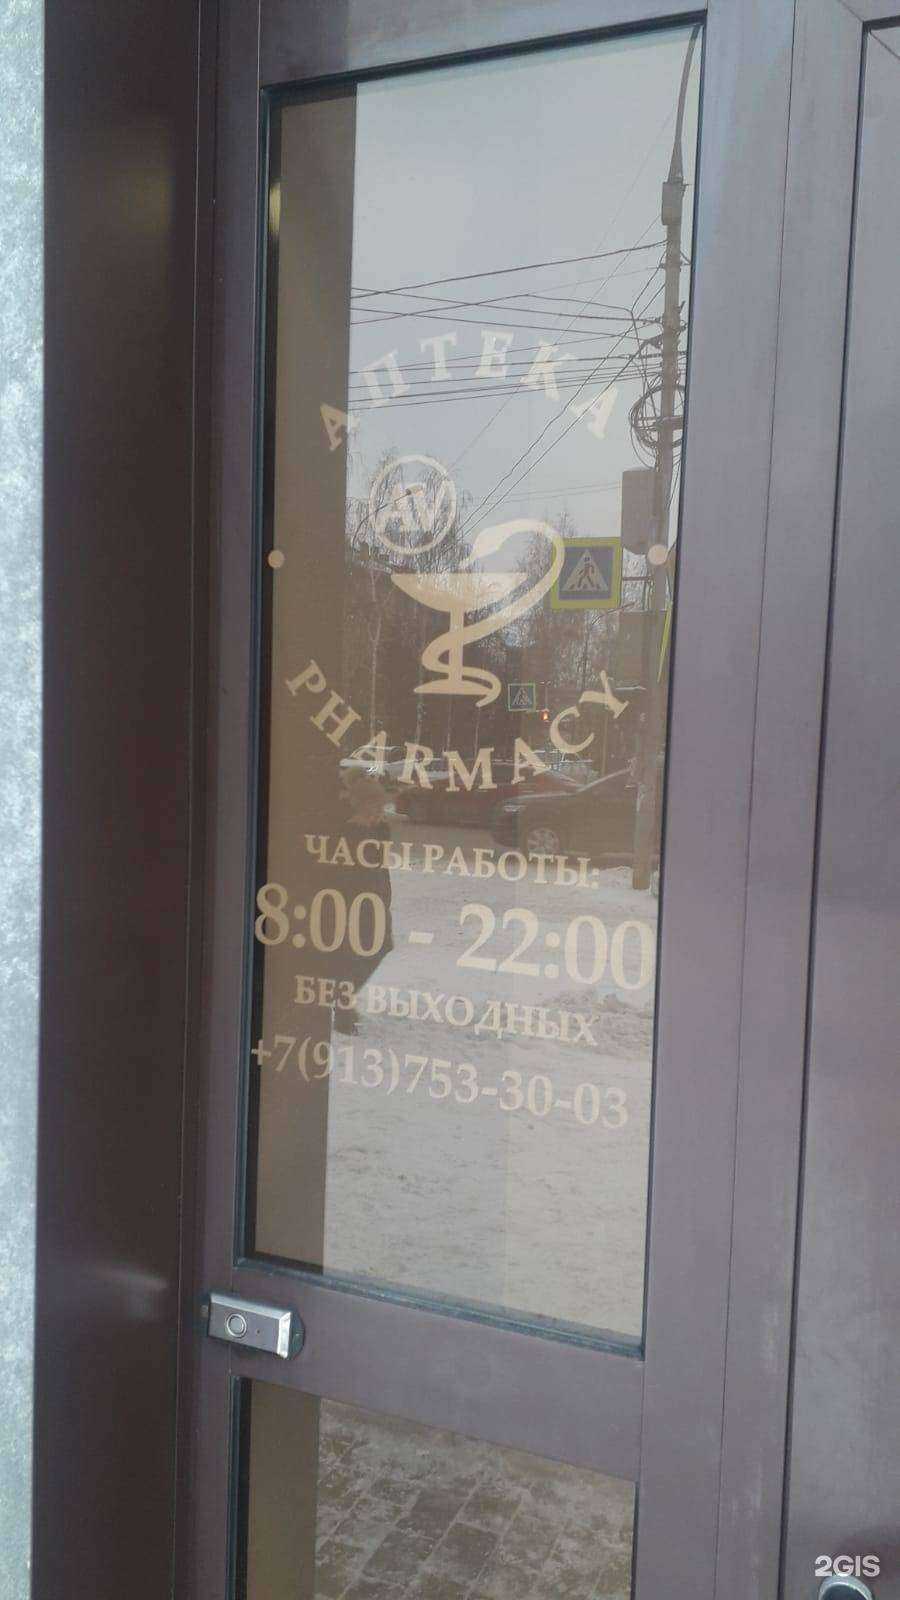 АПТЕКА
AV
PHARMACY
ЧАСЫ РАБОТЫ:
8:00 - 22:00
БЕЗ ВЫХОДНЫХ
+7(913)753-30-03
2GIS